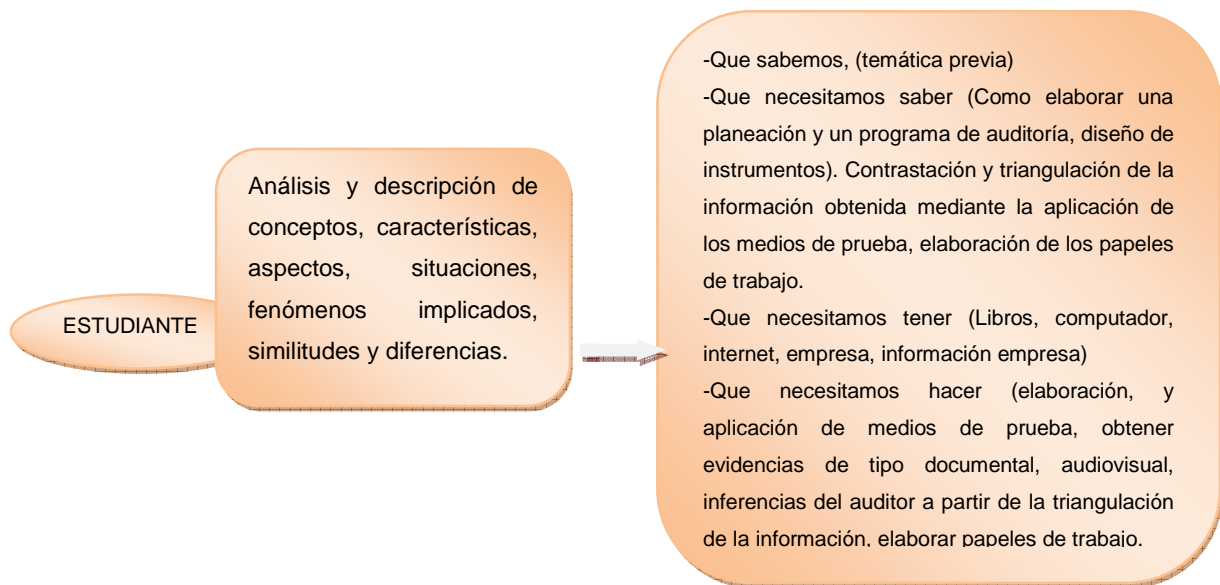 ESTUDIANTE
Análisis y descripción de
conceptos, características,
aspectos, situaciones,
fenómenos implicados,
similitudes y diferencias.
-Que sabemos, (temática previa)
-Que necesitamos saber (Como elaborar una
planeación y un programa de auditoría, diseño de
instrumentos). Contrastación y triangulación de la
información obtenida mediante la aplicación de
los medios de prueba, elaboración de los papeles
de trabajo.
-Que necesitamos tener (Libros, computador,
internet, empresa, información empresa)
-Que necesitamos hacer (elaboración, y
aplicación de medios de prueba, obtener
evidencias de tipo documental, audiovisual,
inferencias del auditor a partir de la triangulación
de la información, elaborar papeles de trabajo.